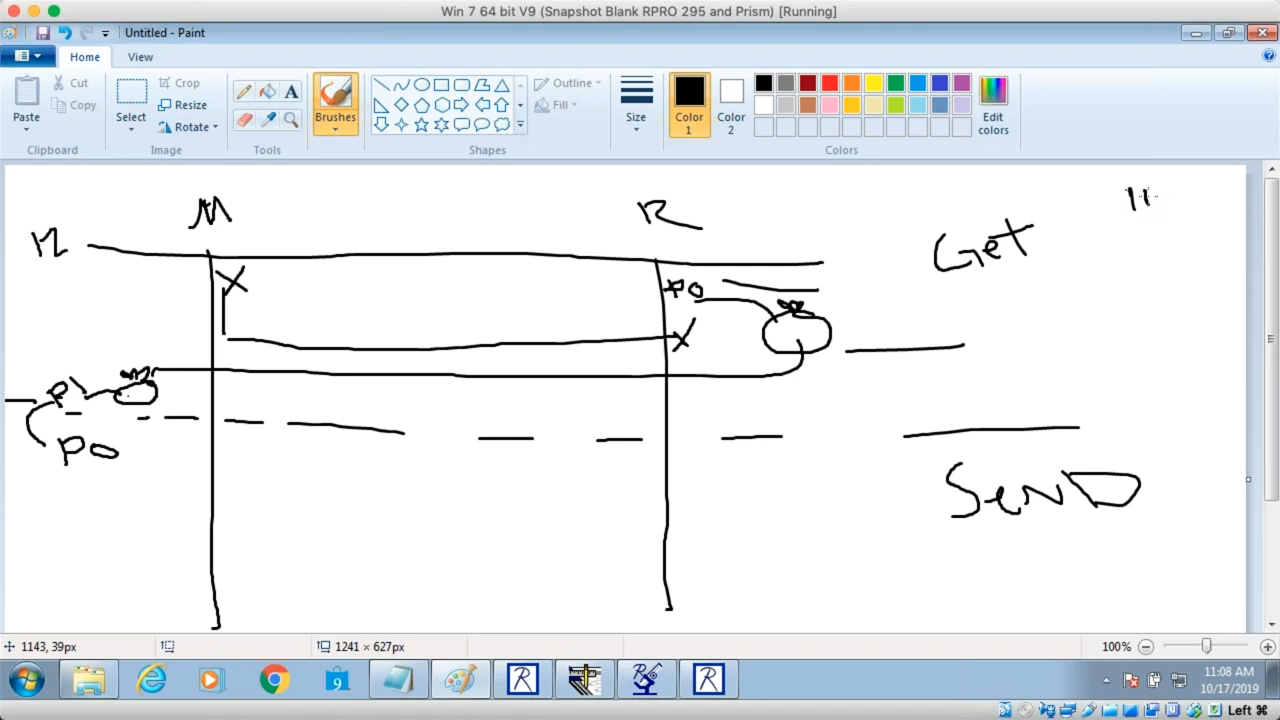 Win 7 64 bit V9 (Snapshot Blank RPRO 295 and Prism) [Running]
Untitled - Paint
Home View
Paste
Cut
Copy
Clipboard
Select
Crop
Resize
Rotate
Image
Tools
Brushes
Shapes
Outline
Fill
Size
Color 1
Color 2
Edit colors
Colors
M
R
R
Get
X
PO
X
PI
PO
SenD
1143, 39px
1241 × 627px
100%
9
11:08 AM
10/17/2019
Left ⌘